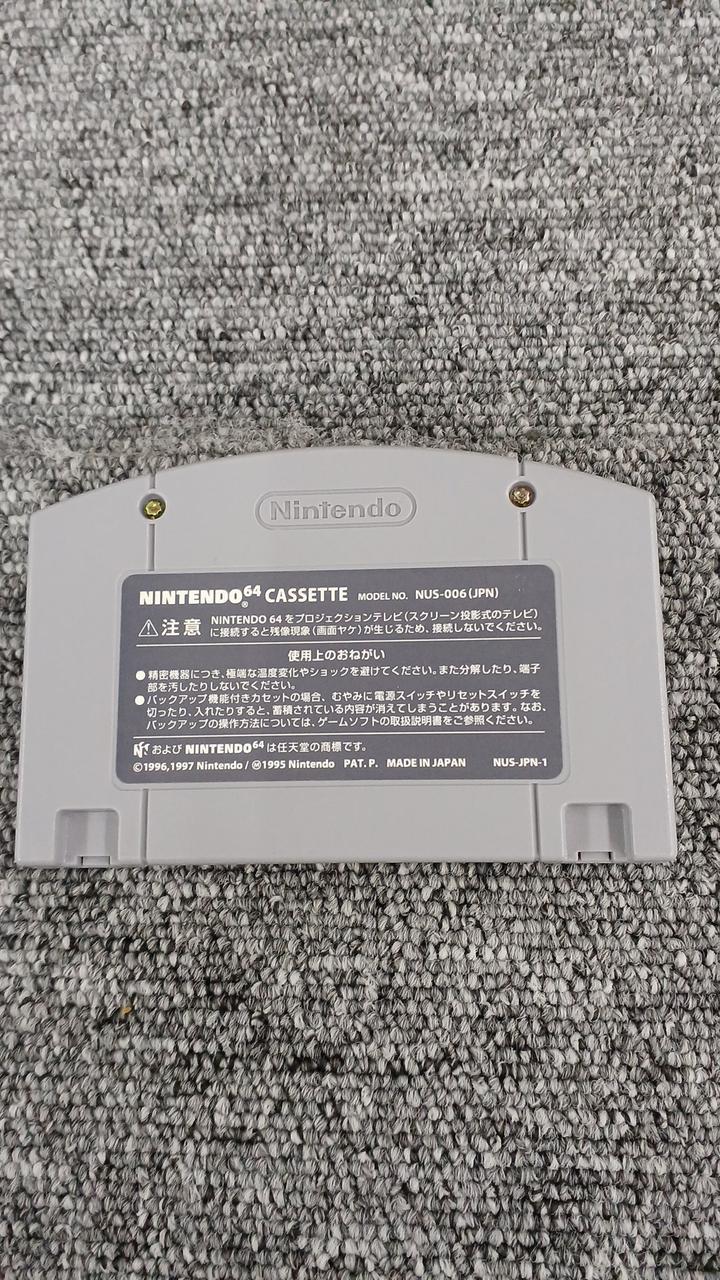 Nintendo
NINTENDO64® CASSETTE MODEL NO. NUS-006(JPN)
注意 NINTENDO 64 をプロジェクションテレビ(スクリーン投影式のテレビ)
に接続すると残像現象(画面ヤケ)が生じるため、接続しないでください。
使用上のおねがい
●精密機器につき、極端な温度変化やショックを避けてください。また分解したり、端子
部を汚したりしないでください。
●バックアップ機能付きカセットの場合、むやみに電源スイッチやリセットスイッチを
切ったり、入れたりすると、蓄積されている内容が消えてしまうことがあります。なお、
バックアップの操作方法については、ゲームソフトの取扱説明書をご参照ください。
および NINTENDO64 は任天堂の商標です。
©1996,1997 Nintendo/Ⓜ1995 Nintendo PAT. P. MADE IN JAPAN NUS-JPN-1